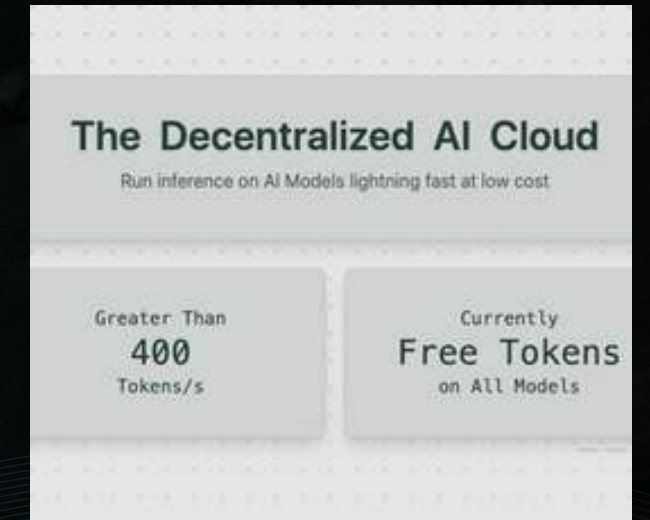 The Decentralized AI Cloud
Run inference on AI Models lightning fast at low cost
Greater Than
400
Tokens/s
Currently
Free Tokens
on All Models